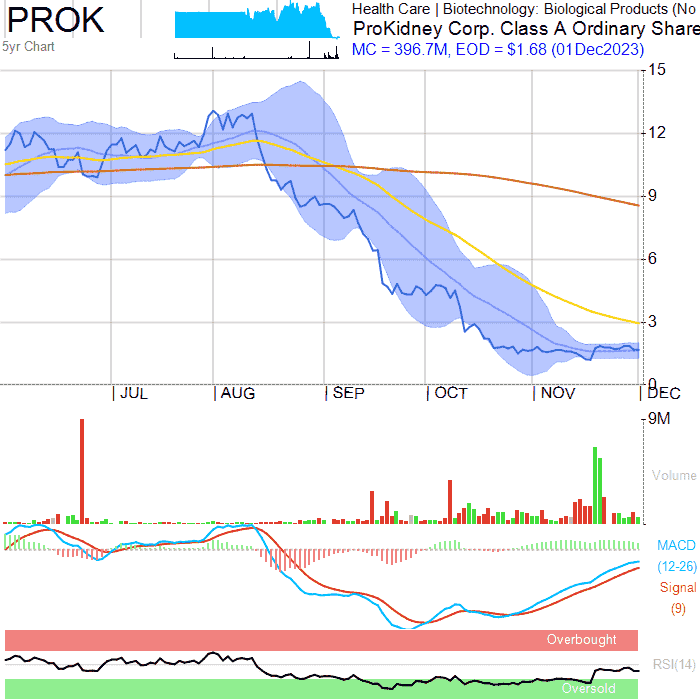 PROK
5yr Chart
Health Care | Biotechnology: Biological Products (No
ProKidney Corp. Class A Ordinary Share
MC = 396.7M, EOD = $1.68 (01Dec2023)
15
12
9
6
3
0
JUL
AUG
SEP
OCT
NOV
DEC
9M
Volume
MACD
(12-26)
Signal
(9)
Overbought
RSI(14)
Oversold